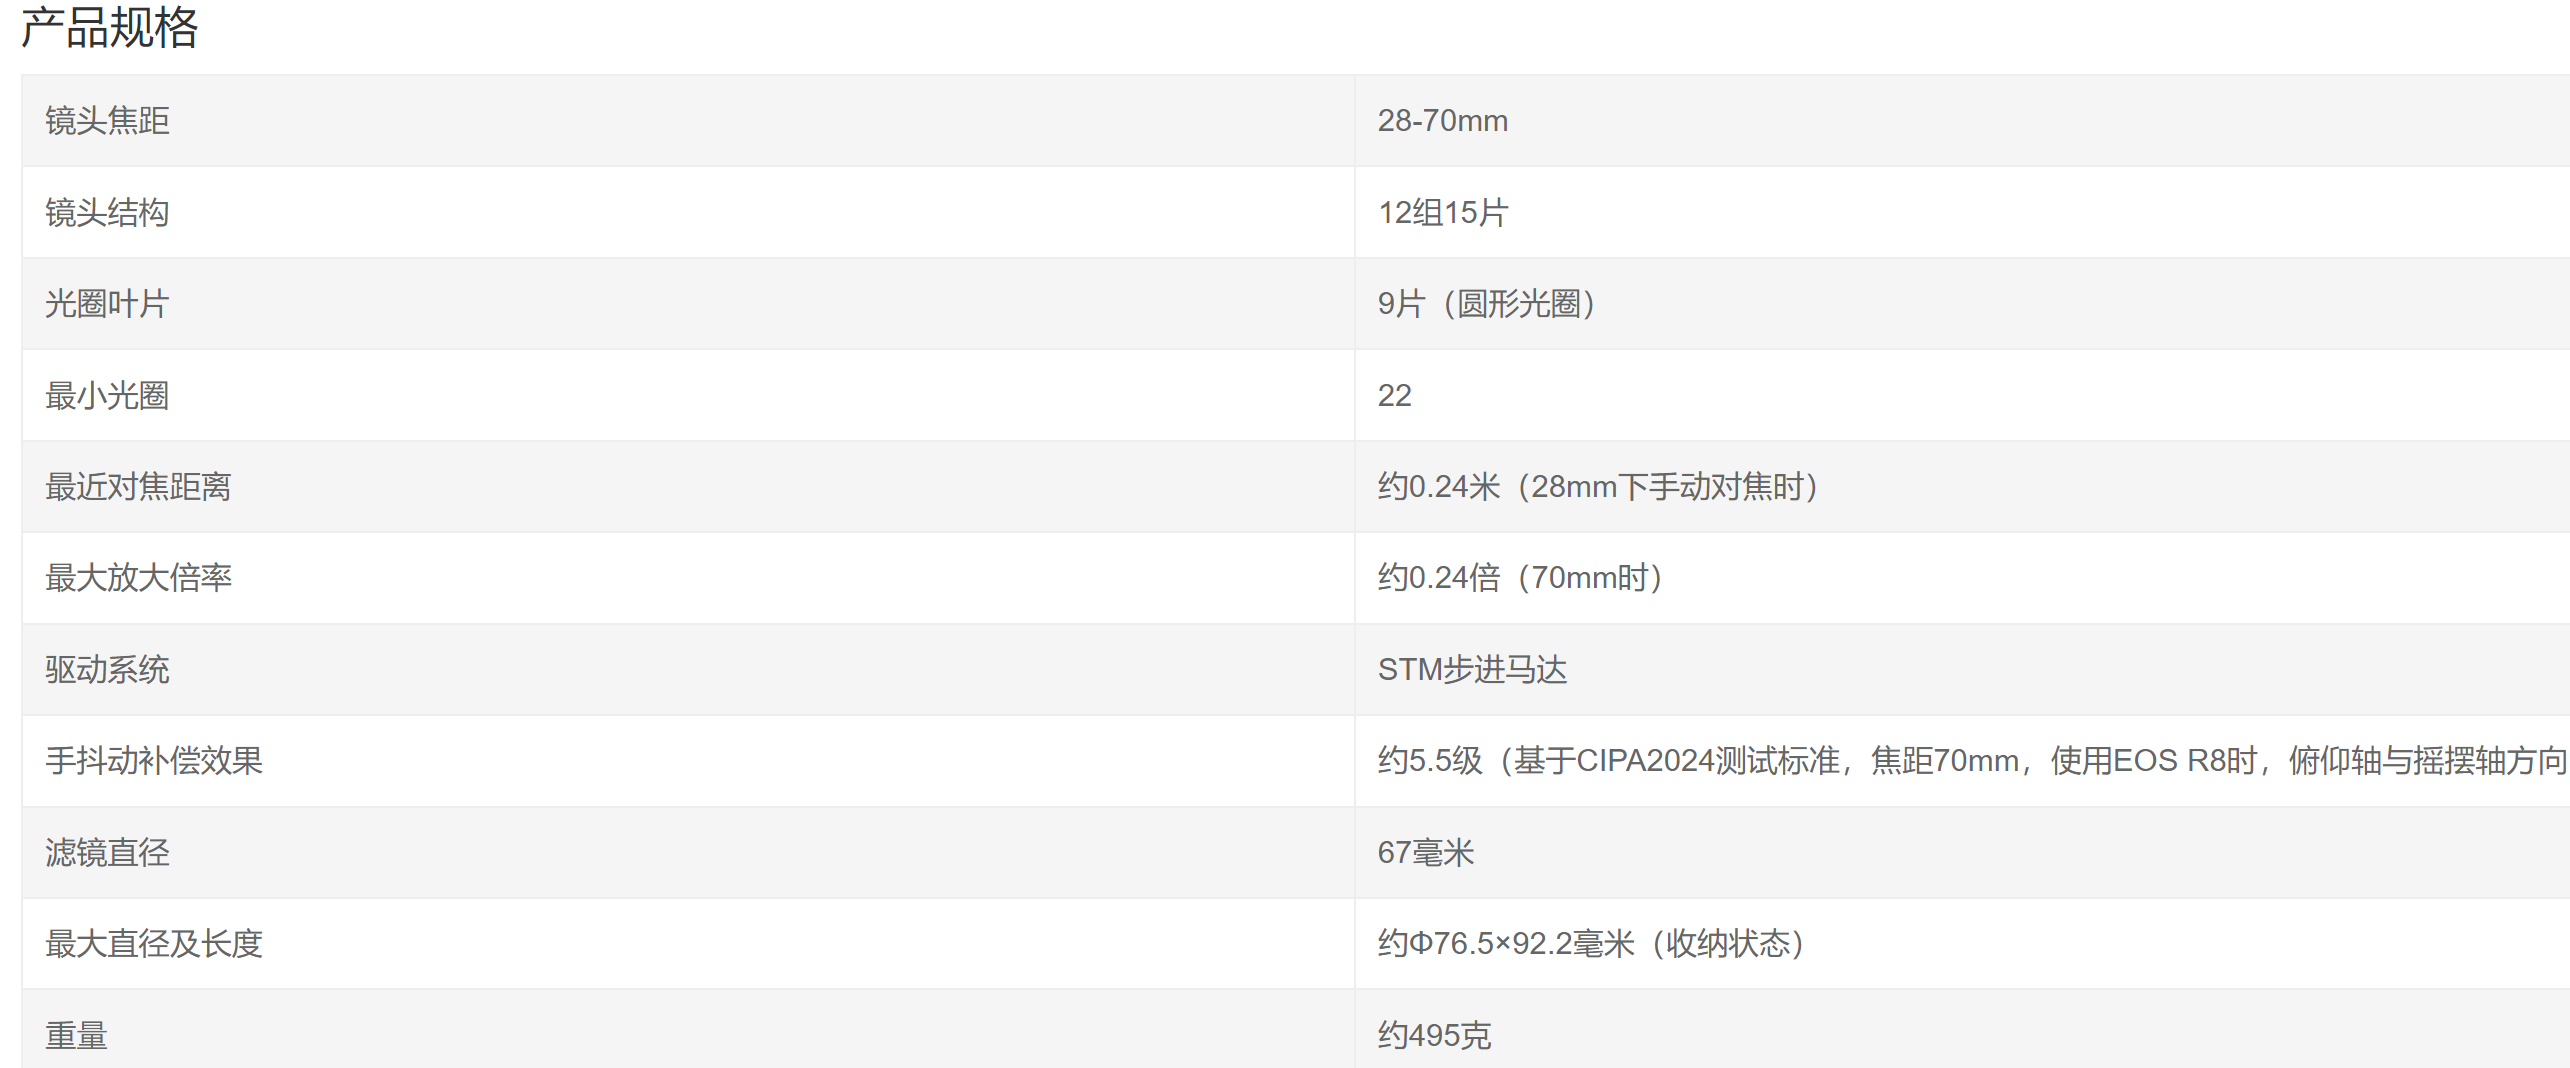 产品规格
镜头焦距 28-70mm
镜头结构 12组15片
光圈叶片 9片（圆形光圈）
最小光圈 22
最近对焦距离 约0.24米（28mm下手动对焦时）
最大放大倍率 约0.24倍（70mm时）
驱动系统 STM步进马达
手抖动补偿效果 约5.5级（基于CIPA2024测试标准，焦距70mm，使用EOS R8时，俯仰轴与摇摆轴方向
滤镜直径 67毫米
最大直径及长度 约Φ76.5×92.2毫米（收纳状态）
重量 约495克